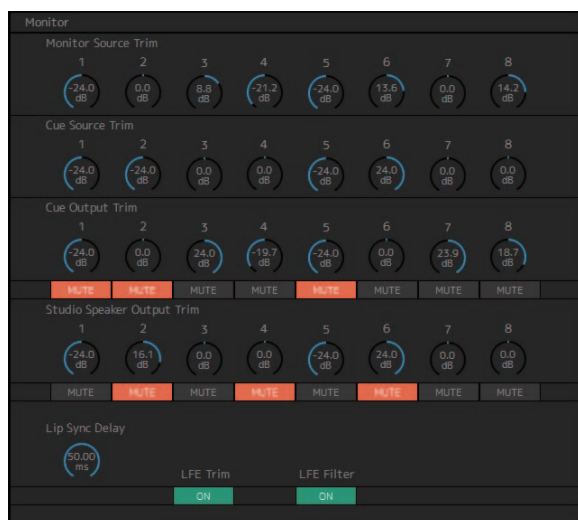 Monitor
Monitor Source Trim
1 2 3 4 5 6 7 8
-24.0 dB 0.0 dB 8.8 dB -21.2 dB -24.0 dB 13.6 dB 0.0 dB 14.2 dB
Cue Source Trim
1 2 3 4 5 6 7 8
-24.0 dB -24.0 dB 0.0 dB 0.0 dB -24.0 dB 24.0 dB 0.0 dB 0.0 dB
Cue Output Trim
1 2 3 4 5 6 7 8
-24.0 dB 0.0 dB 24.0 dB -19.7 dB -24.0 dB 0.0 dB 23.9 dB 18.7 dB
MUTE MUTE MUTE MUTE MUTE MUTE MUTE MUTE
Studio Speaker Output Trim
1 2 3 4 5 6 7 8
-24.0 dB 16.1 dB 0.0 dB 0.0 dB -24.0 dB 24.0 dB 0.0 dB 0.0 dB
MUTE MUTE MUTE MUTE MUTE MUTE MUTE MUTE
Lip Sync Delay
50.00 ms
LFE Trim LFE Filter
ON ON